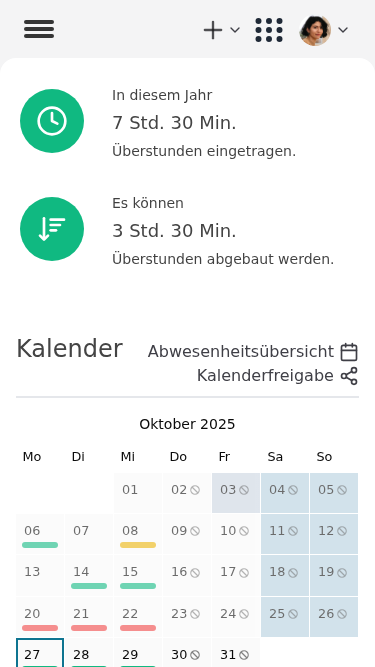 In diesem Jahr
7 Std. 30 Min.
Überstunden eingetragen.
Es können
3 Std. 30 Min.
Überstunden abgebaut werden.
Kalender
Abwesenheitsübersicht
Kalenderfreigabe
Oktober 2025
Mo Di Mi Do Fr Sa So
01 02 03 04 05
06 07 08 09 10 11 12
13 14 15 16 17 18 19
20 21 22 23 24 25 26
27 28 29 30 31